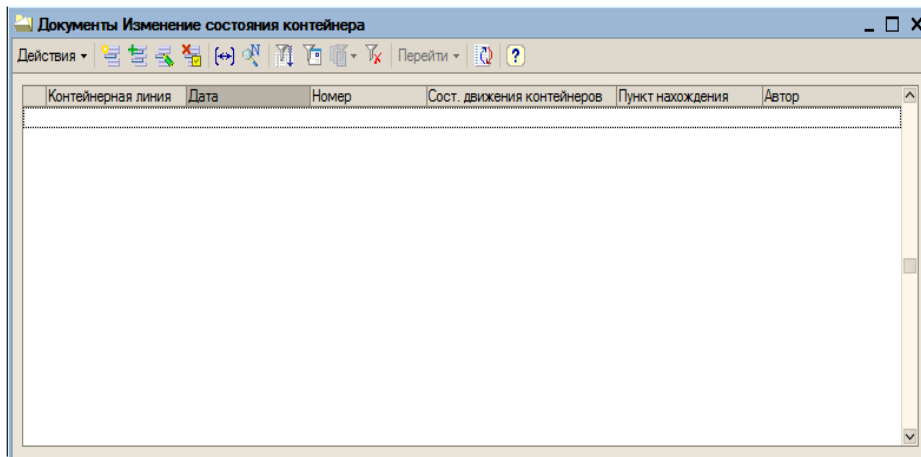 Документы Изменение состояния контейнера
Действия Перейти ?
Контейнерная линия Дата Номер Сост. движения контейнеров Пункт нахождения Автор